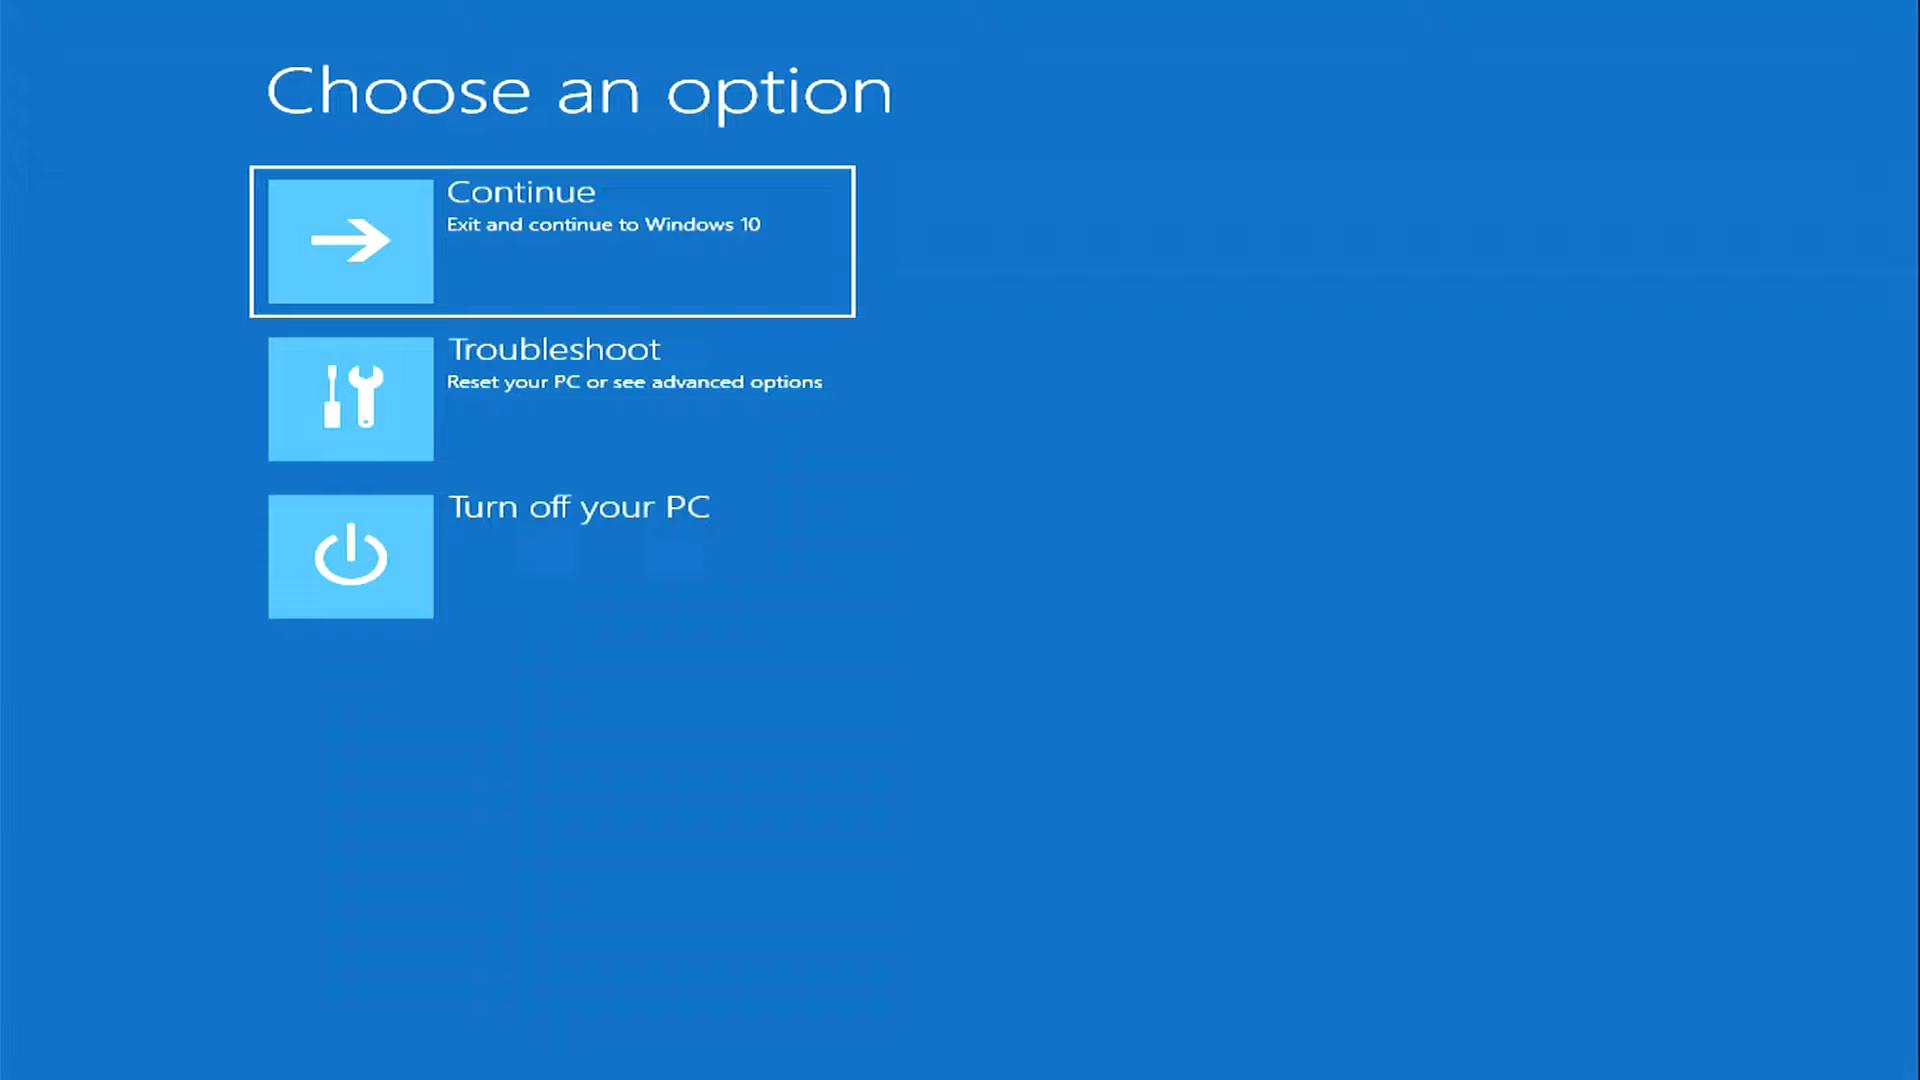 Choose an option
Continue
Exit and continue to Windows 10
Troubleshoot
Reset your PC or see advanced options
Turn off your PC